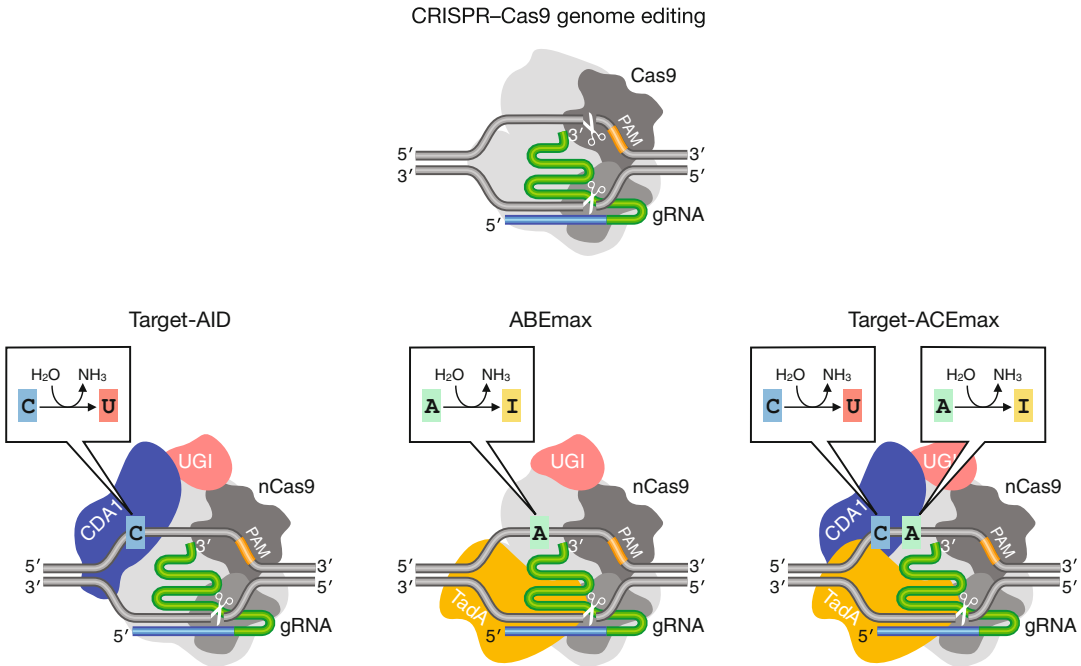 CRISPR–Cas9 genome editing
Cas9
PAM
3′
5′ 3′
3′ 5′
gRNA
5′
Target-AID
H₂O NH₃
C U
UGI
nCas9
CDA1
C
PAM
3′
5′ 3′
3′ 5′
gRNA
5′
ABEmax
H₂O NH₃
A I
UGI
nCas9
A
PAM
3′
5′ 3′
3′ 5′
TadA
gRNA
5′
Target-ACEmax
H₂O NH₃
C U
H₂O NH₃
A I
UGI
nCas9
CDA1
C A
PAM
3′
5′ 3′
3′ 5′
TadA
gRNA
5′